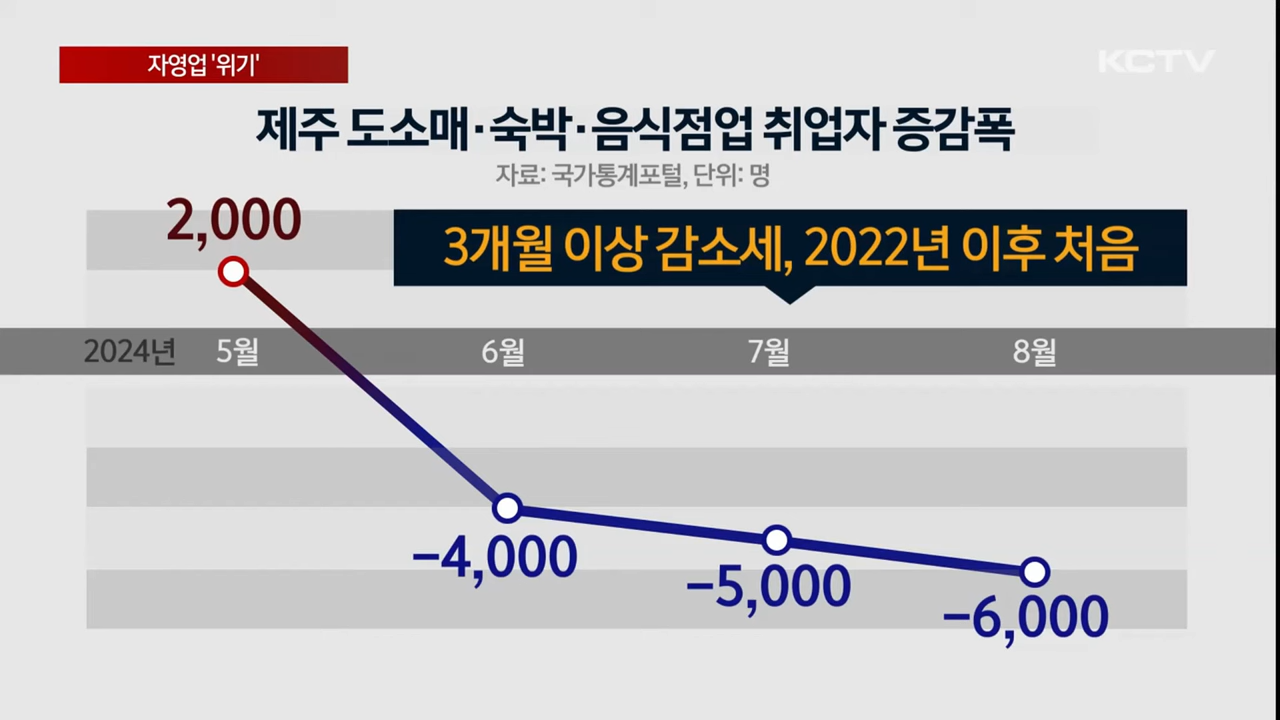 자영업 '위기'
KCTV
제주 도소매·숙박·음식점업 취업자 증감폭
자료: 국가통계포털, 단위: 명
2,000
3개월 이상 감소세, 2022년 이후 처음
2024년 5월 6월 7월 8월
-4,000
-5,000
-6,000